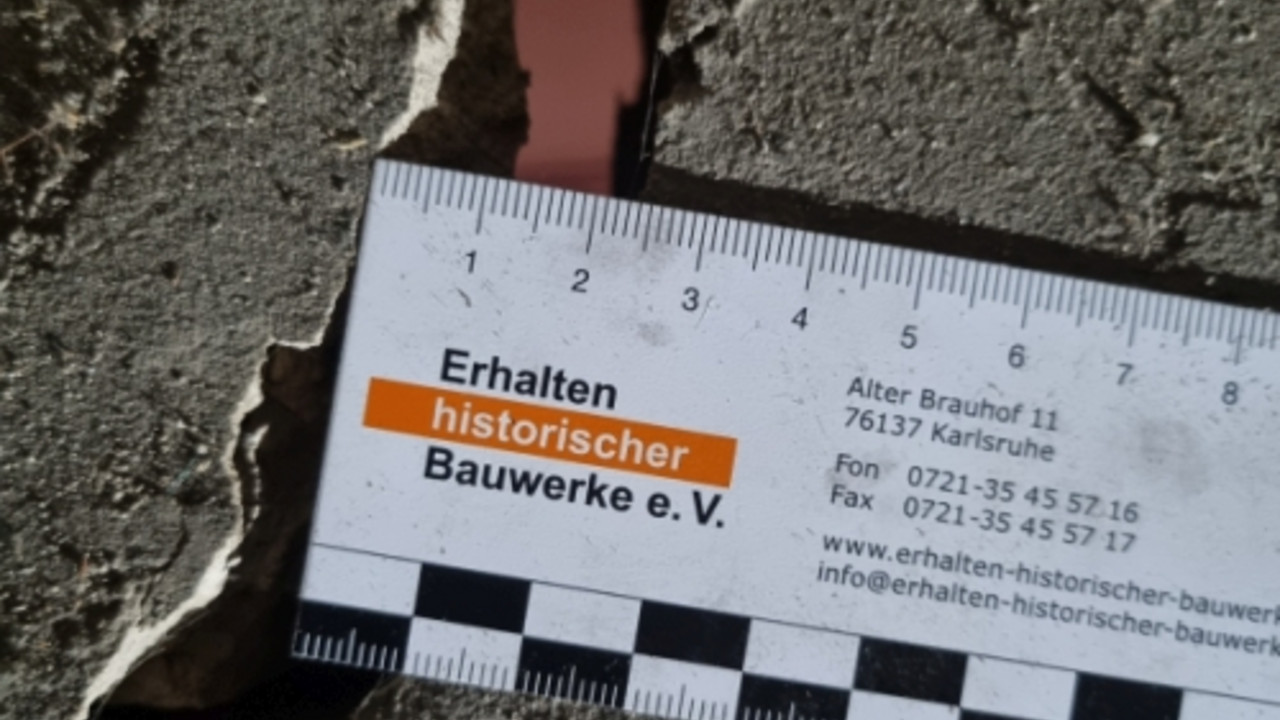 1 2 3 4 5 6 7 8
Erhalten
historischer
Bauwerke e. V.
Alter Brauhof 11
76137 Karlsruhe
Fon 0721-35 45 57 16
Fax 0721-35 45 57 17
www.erhalten-historischer-bauwerk
info@erhalten-historischer-bauwerk